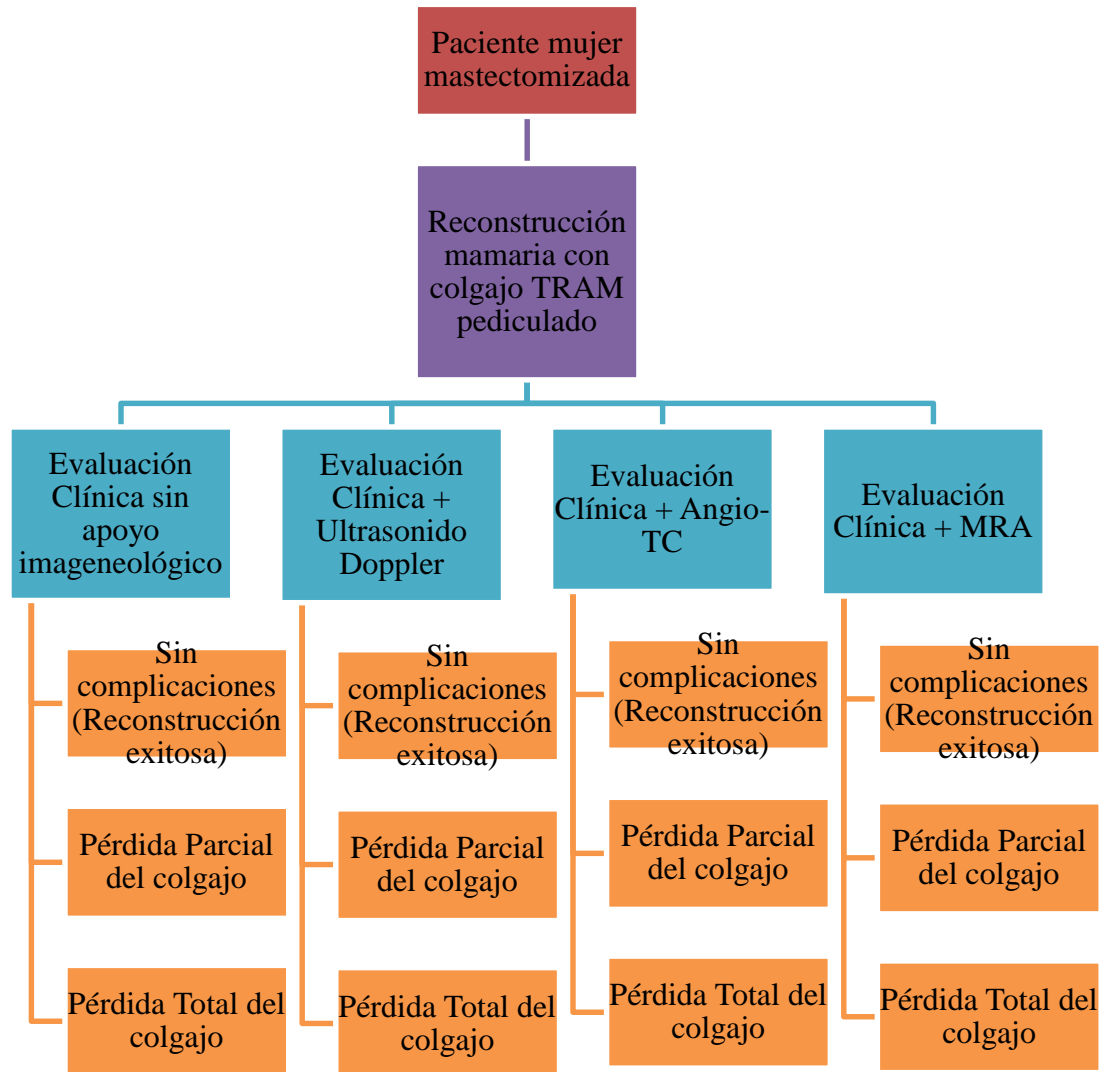 Paciente mujer
mastectomizada
Reconstrucción
mamaria con
colgajo TRAM
pediculado
Evaluación
Clínica sin
apoyo
imageneológico
Evaluación
Clínica +
Ultrasonido
Doppler
Evaluación
Clínica + Angio-
TC
Evaluación
Clínica + MRA
Sin
complicaciones
(Reconstrucción
exitosa)
Pérdida Parcial
del colgajo
Pérdida Total del
colgajo
Sin
complicaciones
(Reconstrucción
exitosa)
Pérdida Parcial
del colgajo
Pérdida Total del
colgajo
Sin
complicaciones
(Reconstrucción
exitosa)
Pérdida Parcial
del colgajo
Pérdida Total del
colgajo
Sin
complicaciones
(Reconstrucción
exitosa)
Pérdida Parcial
del colgajo
Pérdida Total del
colgajo